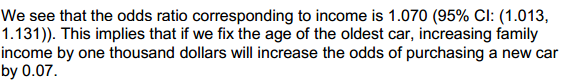 We see that the odds ratio corresponding to income is 1.070 (95% CI: (1.013,
1.131)). This implies that if we fix the age of the oldest car, increasing family
income by one thousand dollars will increase the odds of purchasing a new car
by 0.07.